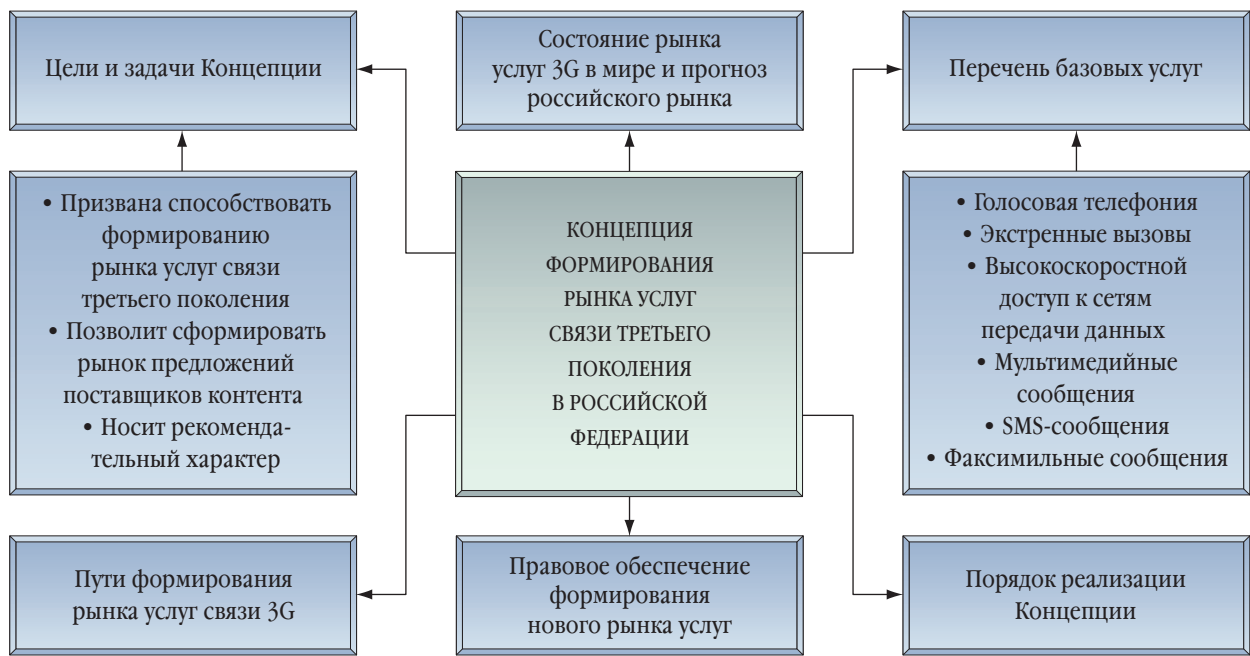 Цели и задачи Концепции
Состояние рынка
услуг 3G в мире и прогноз
российского рынка
Перечень базовых услуг
• Призвана способствовать
формированию
рынка услуг связи
третьего поколения
• Позволит сформировать
рынок предложений
поставщиков контента
• Носит рекоменда-
тельный характер
КОНЦЕПЦИЯ
ФОРМИРОВАНИЯ
РЫНКА УСЛУГ
СВЯЗИ ТРЕТЬЕГО
ПОКОЛЕНИЯ
В РОССИЙСКОЙ
ФЕДЕРАЦИИ
• Голосовая телефония
• Экстренные вызовы
• Высокоскоростной
доступ к сетям
передачи данных
• Мультимедийные
сообщения
• SMS-сообщения
• Факсимильные сообщения
Пути формирования
рынка услуг связи 3G
Правовое обеспечение
формирования
нового рынка услуг
Порядок реализации
Концепции